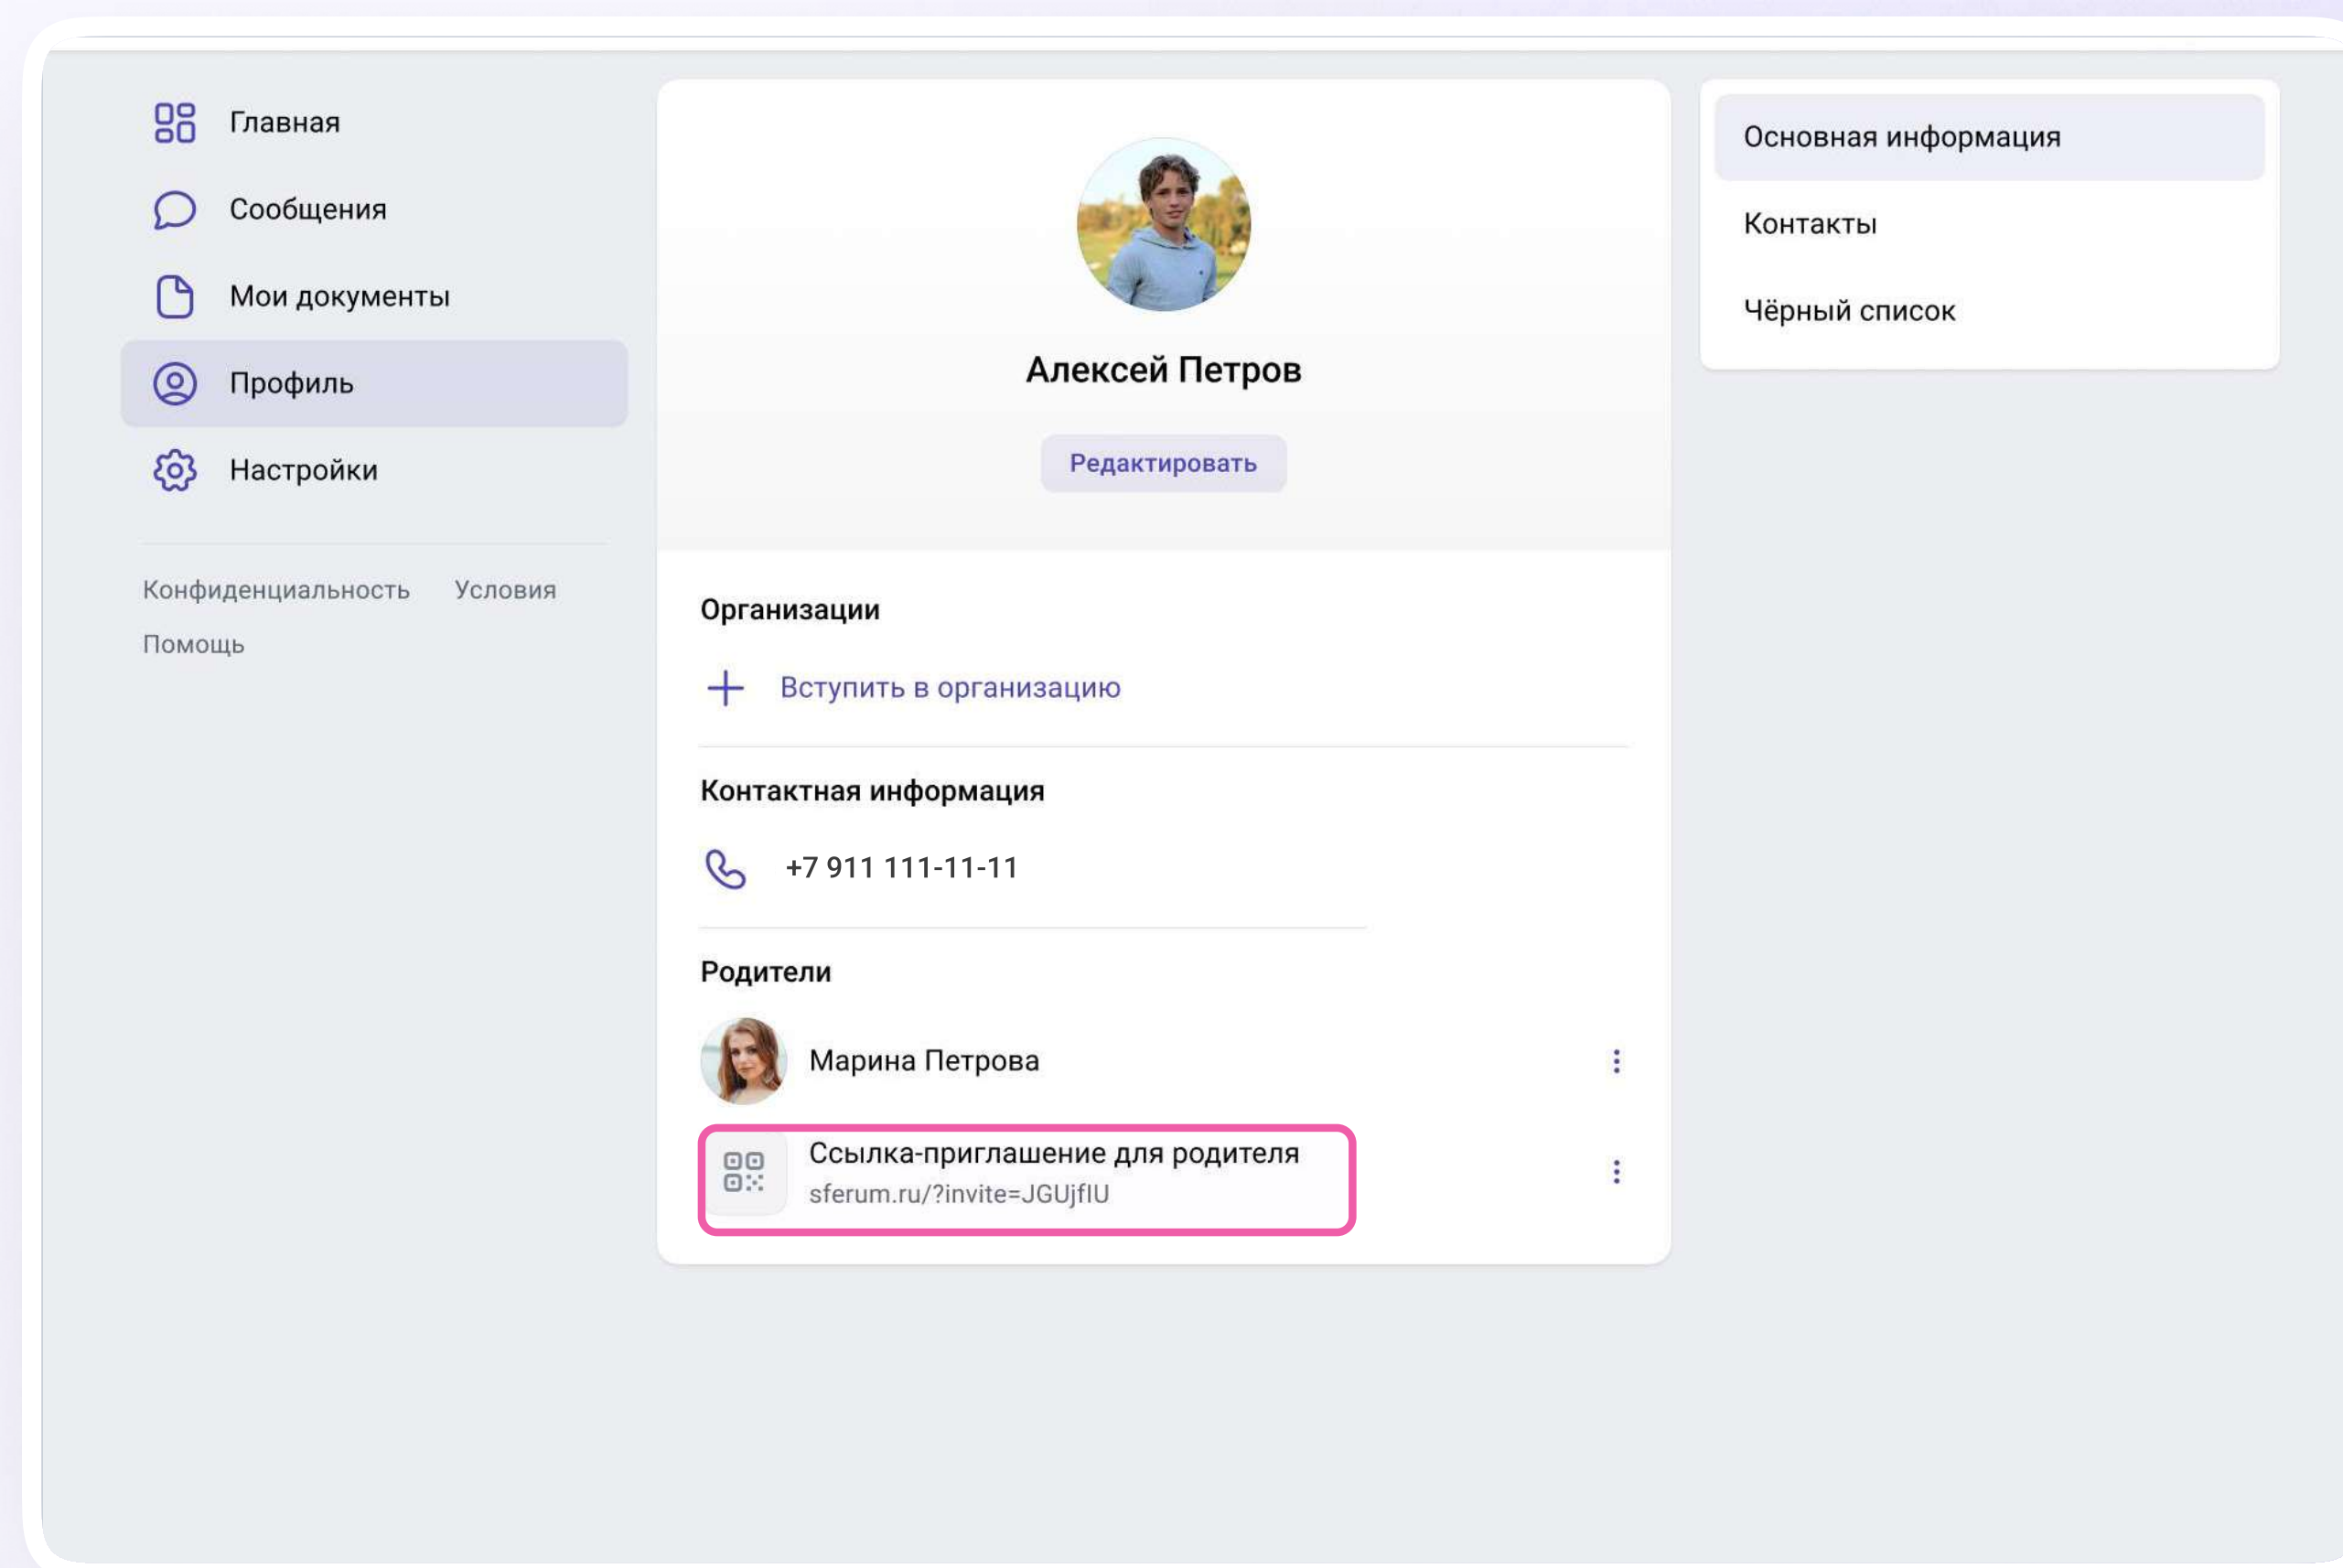 Главная
Сообщения
Мои документы
Профиль
Настройки
Конфиденциальность Условия
Помощь
Алексей Петров
Редактировать
Организации
Вступить в организацию
Контактная информация
+7 911 111-11-11
Родители
Марина Петрова
Ссылка-приглашение для родителя
sferum.ru/?invite=JGUjfIU
Основная информация
Контакты
Чёрный список